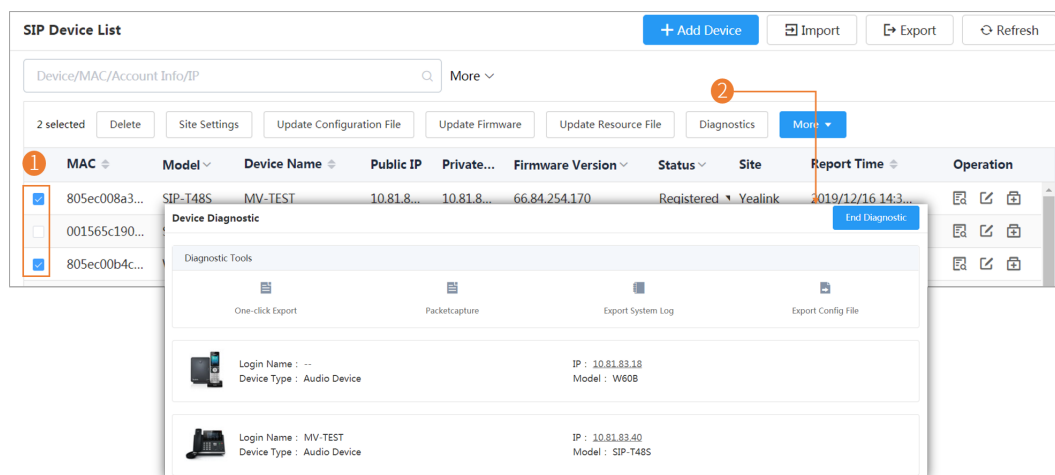 SIP Device List
+ Add Device
Import
Export
Refresh
Device/MAC/Account Info/IP
More
2
2 selected
Delete
Site Settings
Update Configuration File
Update Firmware
Update Resource File
Diagnostics
More
1
MAC
Model
Device Name
Public IP
Private...
Firmware Version
Status
Site
Report Time
Operation
805ec008a3...
SIP-T48S
MV-TEST
10.81.8...
10.81.8...
66.84.254.170
Registered
Yealink
2019/12/16 14:3...
001565c190...
805ec00b4c...
Device Diagnostic
End Diagnostic
Diagnostic Tools
One-click Export
Packetcapture
Export System Log
Export Config File
Login Name : --
IP : 10.81.83.18
Device Type : Audio Device
Model : W60B
Login Name : MV-TEST
IP : 10.81.83.40
Device Type : Audio Device
Model : SIP-T48S